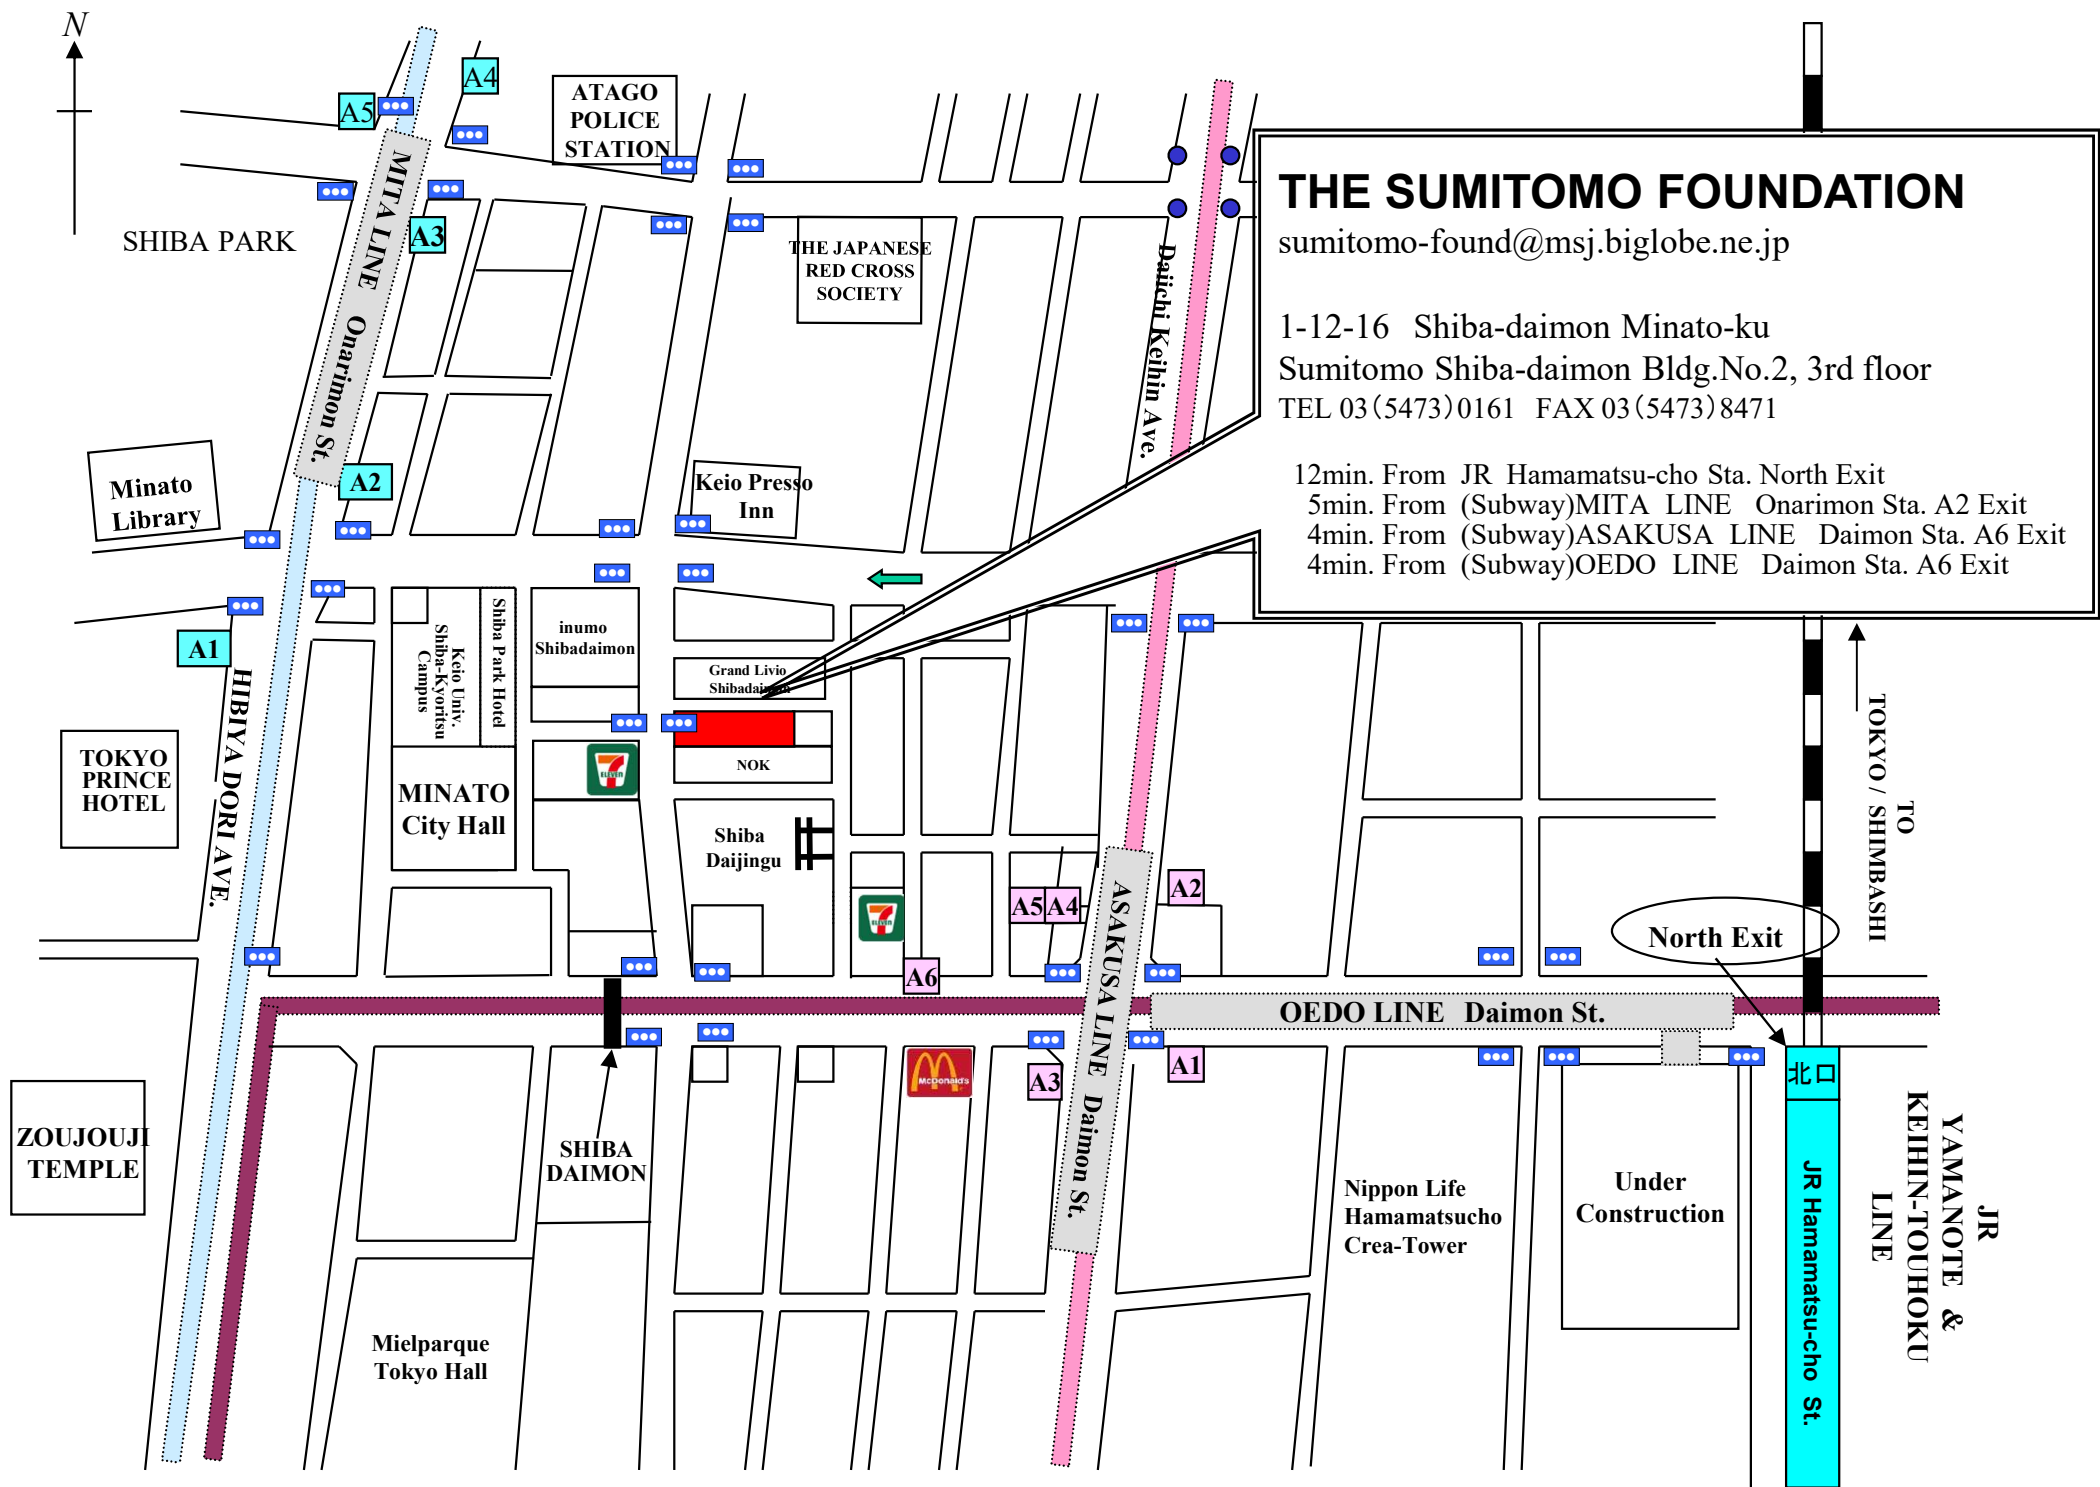 N
A5
A4
ATAGO
POLICE
STATION
MITA LINE Onarimon St.
A3
SHIBA PARK
THE JAPANESE
RED CROSS
SOCIETY
Daiichi Keihin Ave.
THE SUMITOMO FOUNDATION
sumitomo-found@msj.biglobe.ne.jp
1-12-16 Shiba-daimon Minato-ku
Sumitomo Shiba-daimon Bldg.No.2, 3rd floor
TEL 03(5473)0161 FAX 03(5473)8471
12min. From JR Hamamatsu-cho Sta. North Exit
5min. From (Subway)MITA LINE Onarimon Sta. A2 Exit
4min. From (Subway)ASAKUSA LINE Daimon Sta. A6 Exit
4min. From (Subway)OEDO LINE Daimon Sta. A6 Exit
Minato
Library
A2
Keio Presso
Inn
A1
HIBIYA DORI AVE.
Keio Univ.
Shiba-Kyoritsu
Campus
Shiba Park Hotel
inumo
Shibadaimon
Grand Livio
Shibadaimon
NOK
TOKYO
PRINCE
HOTEL
MINATO
City Hall
7
ELEVEN
Shiba
Daijingu
7
ELEVEN
A6
A5
A4
A2
ASAKUSA LINE Daimon St.
TO
TOKYO / SHIMBASHI
North Exit
OEDO LINE Daimon St.
McDonald's
A3
A1
北口
JR Hamamatsu-cho St.
JR
YAMANOTE &
KEIHIN-TOUHOKU
LINE
ZOUJOUJI
TEMPLE
SHIBA
DAIMON
Nippon Life
Hamamatsucho
Crea-Tower
Under
Construction
Mielparque
Tokyo Hall